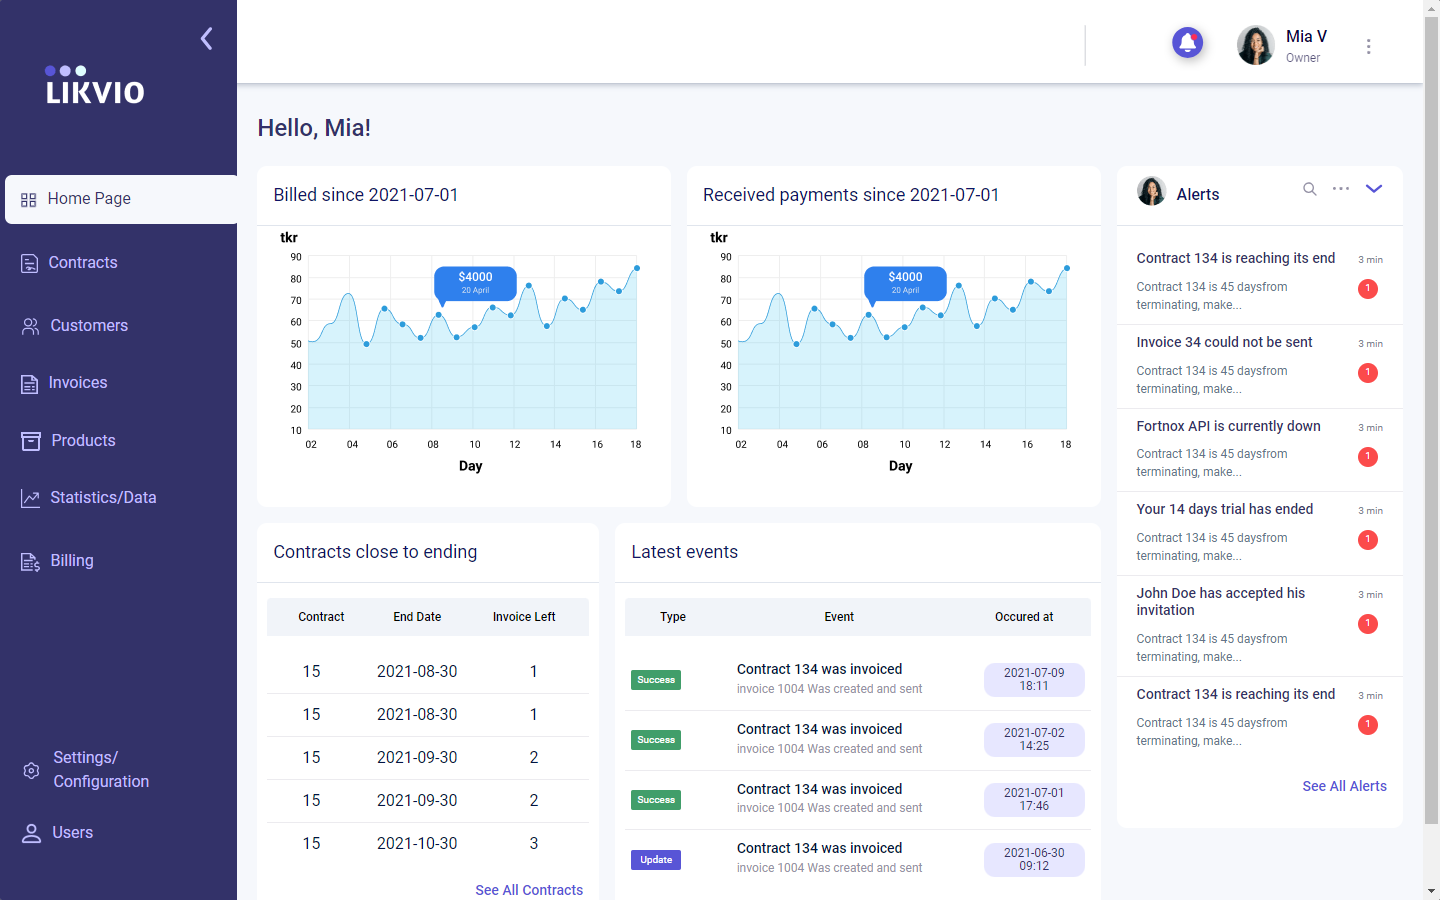 LIKVIO
Home Page
Contracts
Customers
Invoices
Products
Statistics/Data
Billing
Settings/
Configuration
Users
Mia V
Owner
Hello, Mia!
Billed since 2021-07-01
tkr
90
80
70
60
50
40
30
20
10
$4000
20 April
02 04 06 08 10 12 14 16 18
Day
Received payments since 2021-07-01
tkr
90
80
70
60
50
40
30
20
10
$4000
20 April
02 04 06 08 10 12 14 16 18
Day
Contracts close to ending
Contract End Date Invoice Left
15 2021-08-30 1
15 2021-08-30 1
15 2021-09-30 2
15 2021-09-30 2
15 2021-10-30 3
See All Contracts
Latest events
Type Event Occured at
Success
Contract 134 was invoiced
invoice 1004 Was created and sent
2021-07-09
18:11
Success
Contract 134 was invoiced
invoice 1004 Was created and sent
2021-07-02
14:25
Success
Contract 134 was invoiced
invoice 1004 Was created and sent
2021-07-01
17:46
Update
Contract 134 was invoiced
invoice 1004 Was created and sent
2021-06-30
09:12
Alerts
Contract 134 is reaching its end 3 min
Contract 134 is 45 daysfrom
terminating, make...
1
Invoice 34 could not be sent 3 min
Contract 134 is 45 daysfrom
terminating, make...
1
Fortnox API is currently down 3 min
Contract 134 is 45 daysfrom
terminating, make...
1
Your 14 days trial has ended 3 min
Contract 134 is 45 daysfrom
terminating, make...
1
John Doe has accepted his 3 min
invitation
Contract 134 is 45 daysfrom
terminating, make...
1
Contract 134 is reaching its end 3 min
Contract 134 is 45 daysfrom
terminating, make...
1
See All Alerts